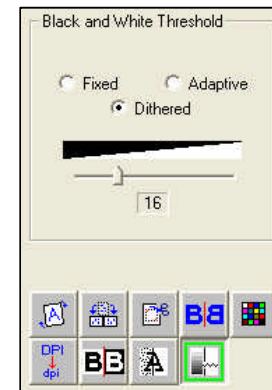 Black and White Threshold
Fixed
Adaptive
Dithered
16
A
B B
DPI
dpi
B B
A